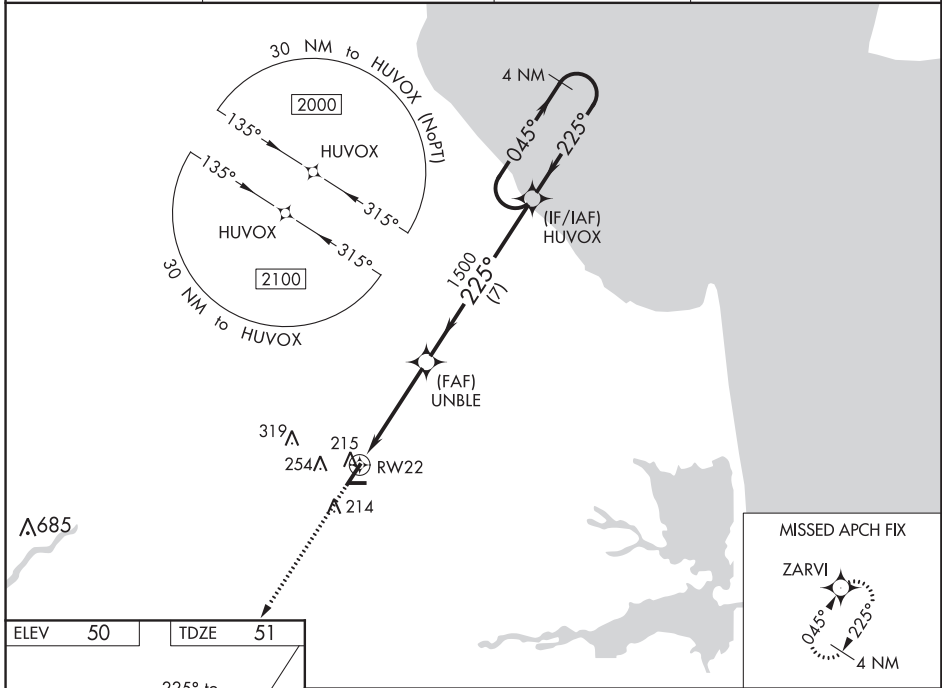 30 NM to HUVOX (NoPT)
2000
135°
HUVOX
315°
135°
HUVOX
315°
2100
30 NM to HUVOX
4 NM
045°
225°
(IF/IAF)
HUVOX
1500
225°
(7)
(FAF)
UNBLE
319
215
254
RW22
214
685
MISSED APCH FIX
ZARVI
045°
225°
4 NM
ELEV 50
TDZE 51
225° to